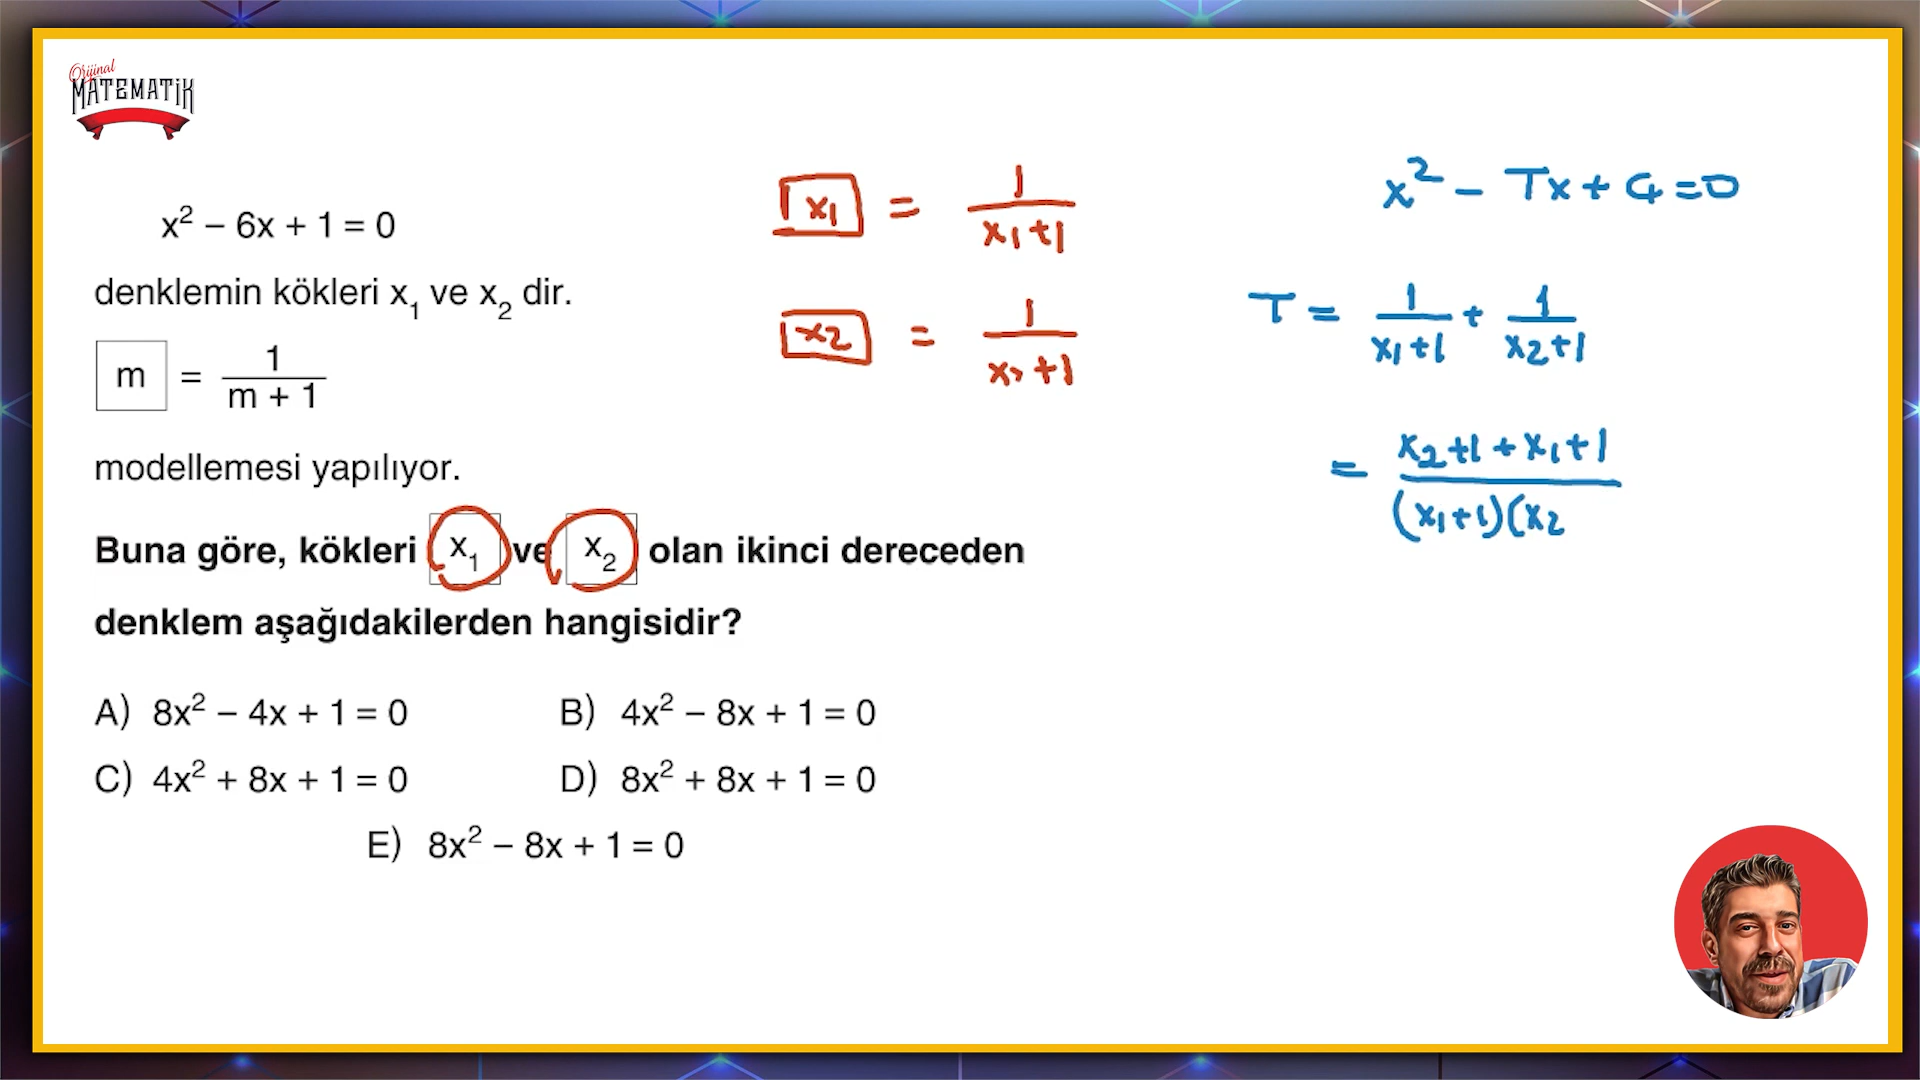 Orijinal
MATEMATİK
x² – 6x + 1 = 0
denklemin kökleri x₁ ve x₂ dir.
m = 1/(m + 1)
modellemesi yapılıyor.
Buna göre, kökleri x₁ ve x₂ olan ikinci dereceden
denklem aşağıdakilerden hangisidir?
A) 8x² – 4x + 1 = 0
B) 4x² – 8x + 1 = 0
C) 4x² + 8x + 1 = 0
D) 8x² + 8x + 1 = 0
E) 8x² – 8x + 1 = 0
x₁ = 1/(x₁+1)
x₂ = 1/(x₂+1)
x² – Tx + Ç = 0
T = 1/(x₁+1) + 1/(x₂+1)
= x₂+1+x₁+1 / (x₁+1)(x₂